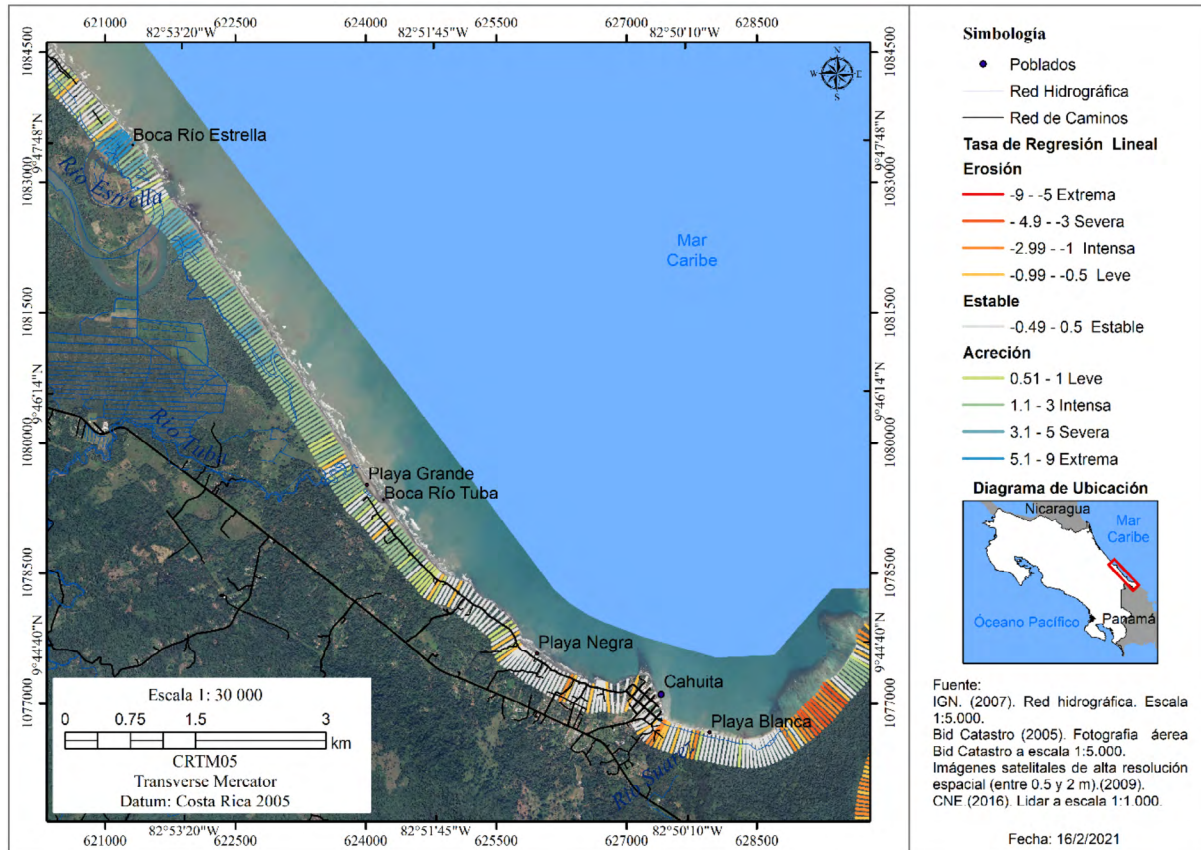 621000 622500 624000 625500 627000 628500
82°53'20"W 82°51'45"W 82°50'10"W
1084500
9°47'48"N
1083000
1081500
9°46'14"N
1080000
1078500
9°44'40"N
1077000
1084500
9°47'48"N
1083000
1081500
9°46'14"N
1080000
1078500
9°44'40"N
1077000
N
W E
S
Boca Río Estrella
Río Estrella
Mar
Caribe
Río Tuba
Playa Grande
Boca Río Tuba
Playa Negra
Cahuita
Playa Blanca
Río Suarez
Escala 1: 30 000
0 0.75 1.5 3
km
CRTM05
Transverse Mercator
Datum: Costa Rica 2005
621000 622500 624000 625500 627000 628500
82°53'20"W 82°51'45"W 82°50'10"W
Simbología
Poblados
Red Hidrográfica
Red de Caminos
Tasa de Regresión Lineal
Erosión
-9 - -5 Extrema
- 4.9 - -3 Severa
-2.99 - -1 Intensa
-0.99 - -0.5 Leve
Estable
-0.49 - 0.5 Estable
Acreción
0.51 - 1 Leve
1.1 - 3 Intensa
3.1 - 5 Severa
5.1 - 9 Extrema
Diagrama de Ubicación
Nicaragua
Mar
Caribe
Óceano Pacífico
Panamá
Fuente:
IGN. (2007). Red hidrográfica. Escala
1:5.000.
Bid Catastro (2005). Fotografia áerea
Bid Catastro a escala 1:5.000.
Imágenes satelitales de alta resolución
espacial (entre 0.5 y 2 m).(2009).
CNE (2016). Lidar a escala 1:1.000.
Fecha: 16/2/2021